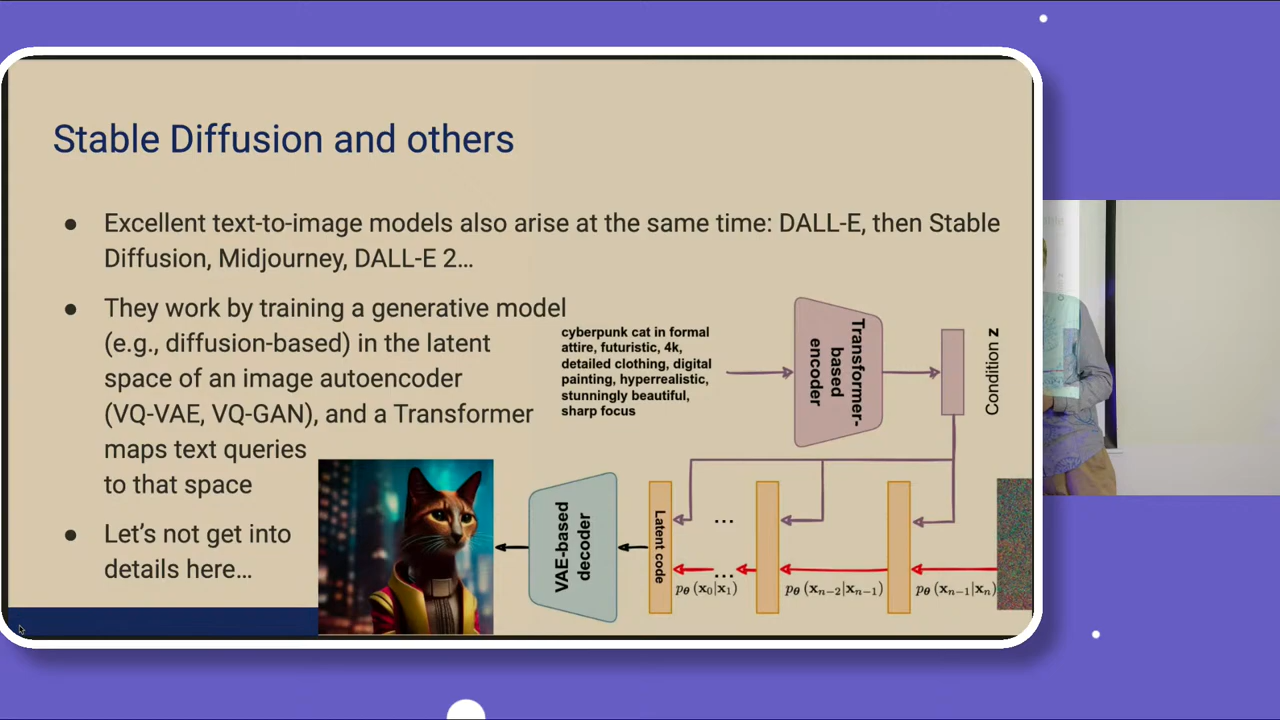 Stable Diffusion and others
● Excellent text-to-image models also arise at the same time: DALL-E, then Stable
Diffusion, Midjourney, DALL-E 2…
● They work by training a generative model
(e.g., diffusion-based) in the latent
space of an image autoencoder
(VQ-VAE, VQ-GAN), and a Transformer
maps text queries
to that space
● Let’s not get into
details here…
cyberpunk cat in formal
attire, futuristic, 4k,
detailed clothing, digital
painting, hyperrealistic,
stunningly beautiful,
sharp focus
Transformer-
based
encoder
Condition z
VAE-based
decoder
Latent code
...
...
pθ (x0|x1)
pθ (xn−2|xn−1)
pθ (xn−1|xn)